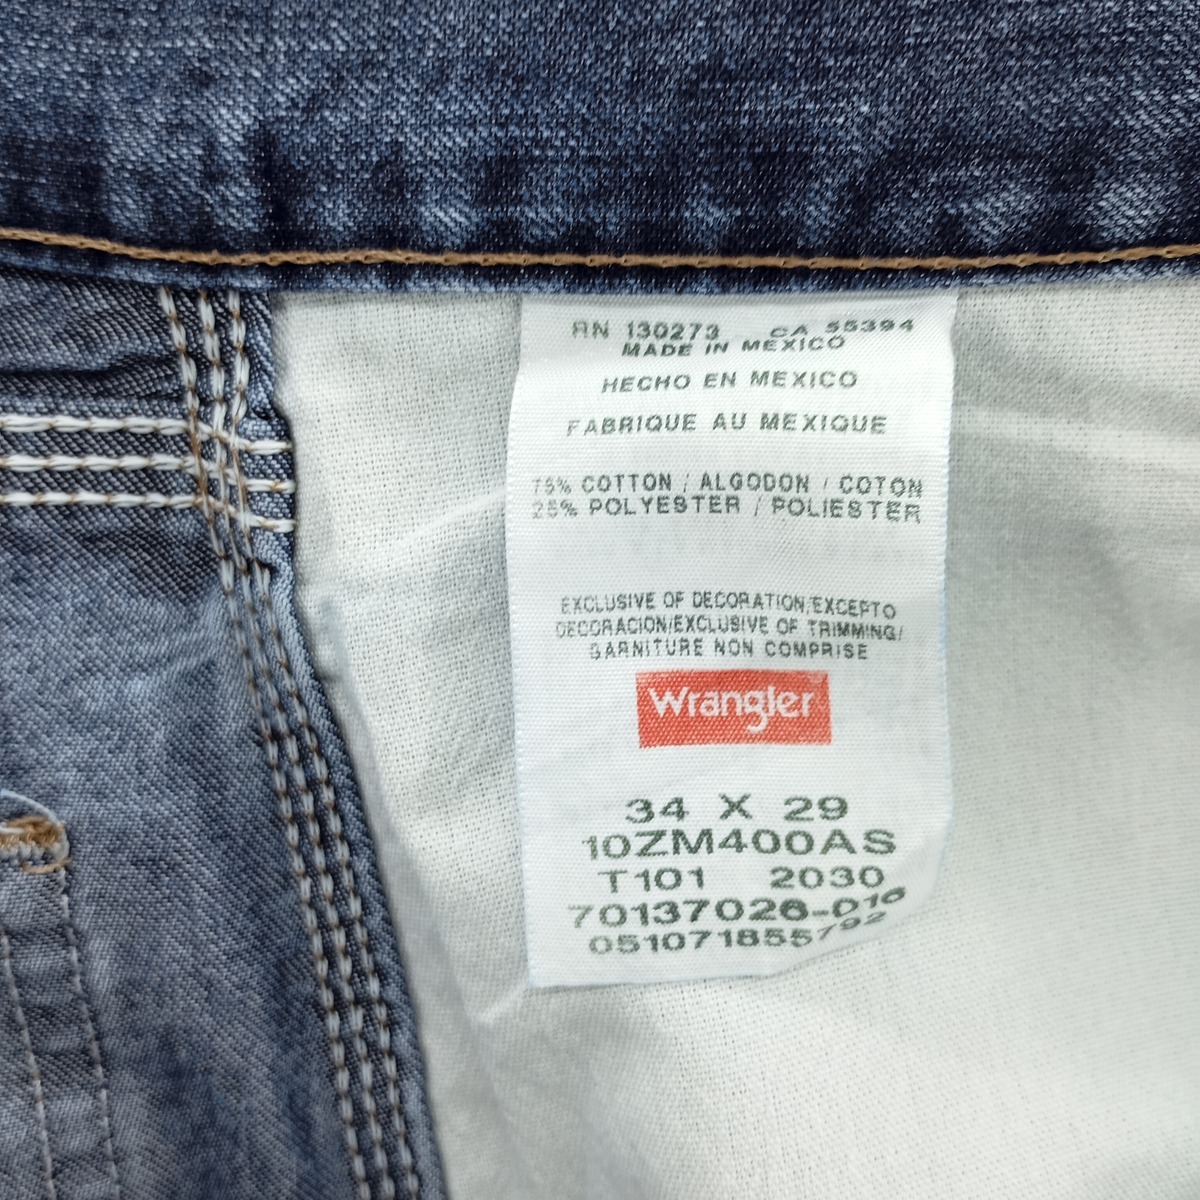 RN 130273 CA 55394
MADE IN MEXICO
HECHO EN MEXICO
FABRIQUE AU MEXIQUE
75% COTTON / ALGODON / COTON
25% POLYESTER / POLIESTER
EXCLUSIVE OF DECORATION/EXCEPTO
DECORACION/EXCLUSIVE OF TRIMMING/
GARNITURE NON COMPRISE
Wrangler
34 X 29
10ZM400AS
T101 2030
70137026-016
051071855792